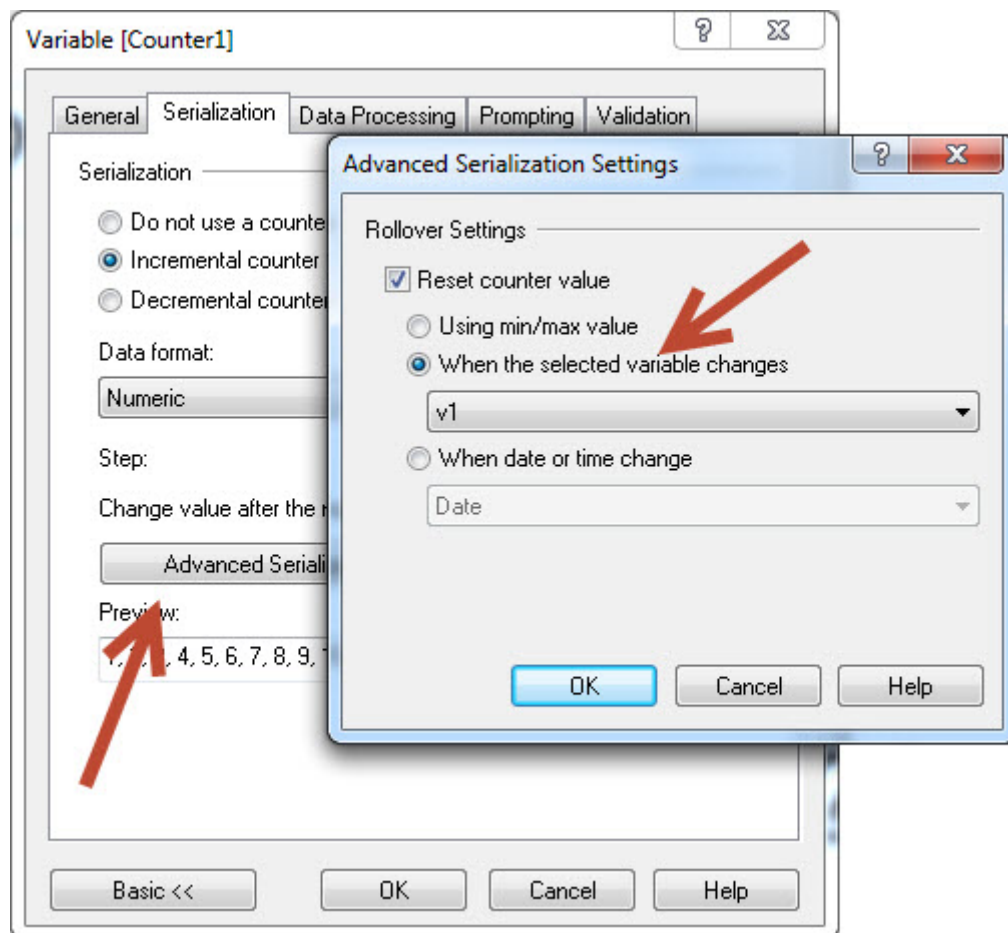 Variable [Counter1]
General Serialization Data Processing Prompting Validation
Serialization
Do not use a counte
Incremental counter
Decremental counter
Data format:
Numeric
Step:
Change value after the
Advanced Seriali
Preview:
4, 5, 6, 7, 8, 9,
Basic << OK Cancel Help
Advanced Serialization Settings
Rollover Settings
Reset counter value
Using min/max value
When the selected variable changes
v1
When date or time change
Date
OK Cancel Help